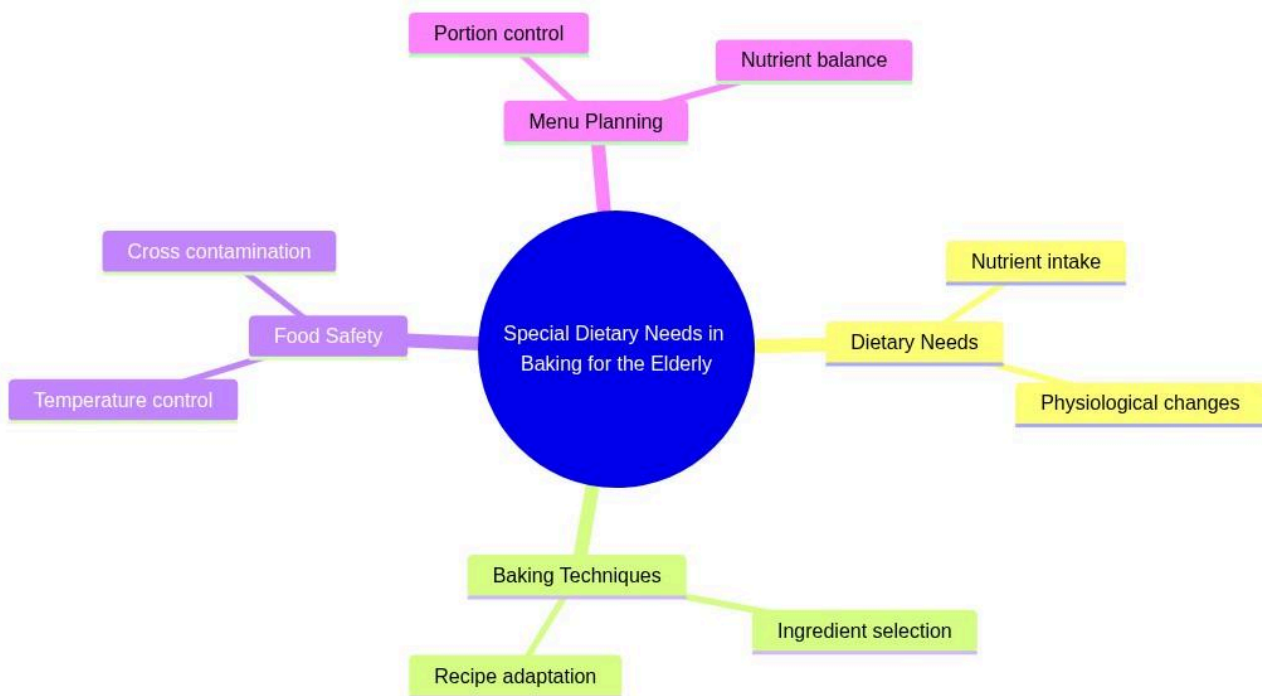 Portion control
Nutrient balance
Menu Planning
Cross contamination
Nutrient intake
Food Safety
Special Dietary Needs in
Baking for the Elderly
Dietary Needs
Temperature control
Physiological changes
Baking Techniques
Ingredient selection
Recipe adaptation